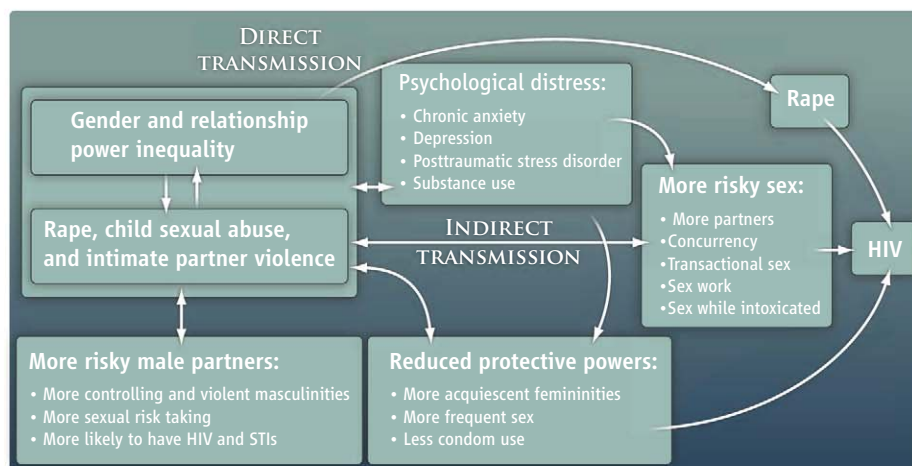 DIRECT
TRANSMISSION
Gender and relationship
power inequality
Rape, child sexual abuse,
and intimate partner violence
Psychological distress:
• Chronic anxiety
• Depression
• Posttraumatic stress disorder
• Substance use
Rape
More risky sex:
• More partners
•Concurrency
•Transactional sex
•Sex work
•Sex while intoxicated
HIV
INDIRECT
TRANSMISSION
More risky male partners:
• More controlling and violent masculinities
• More sexual risk taking
• More likely to have HIV and STIs
Reduced protective powers:
• More acquiescent femininities
• More frequent sex
• Less condom use